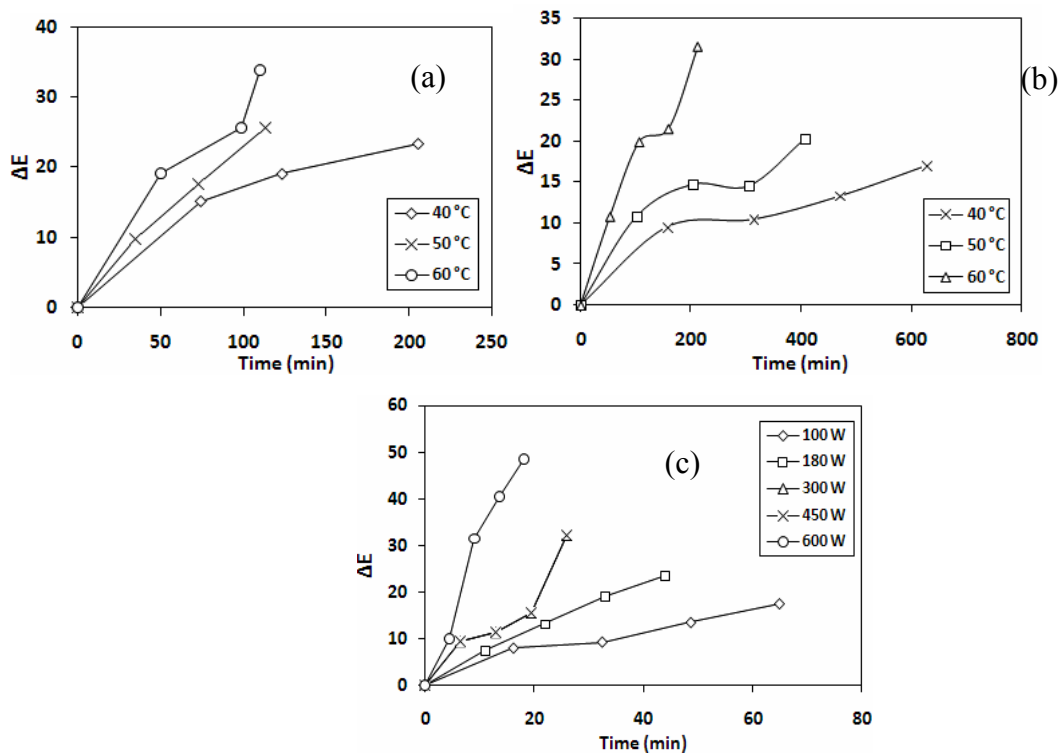 40
30
20
10
0
ΔE
0 50 100 150 200 250
Time (min)
(a)
40 °C
50 °C
60 °C
35
30
25
20
15
10
5
0
ΔE
0 200 400 600 800
Time (min)
(b)
40 °C
50 °C
60 °C
60
50
40
30
20
10
0
ΔE
0 20 40 60 80
Time (min)
(c)
100 W
180 W
300 W
450 W
600 W